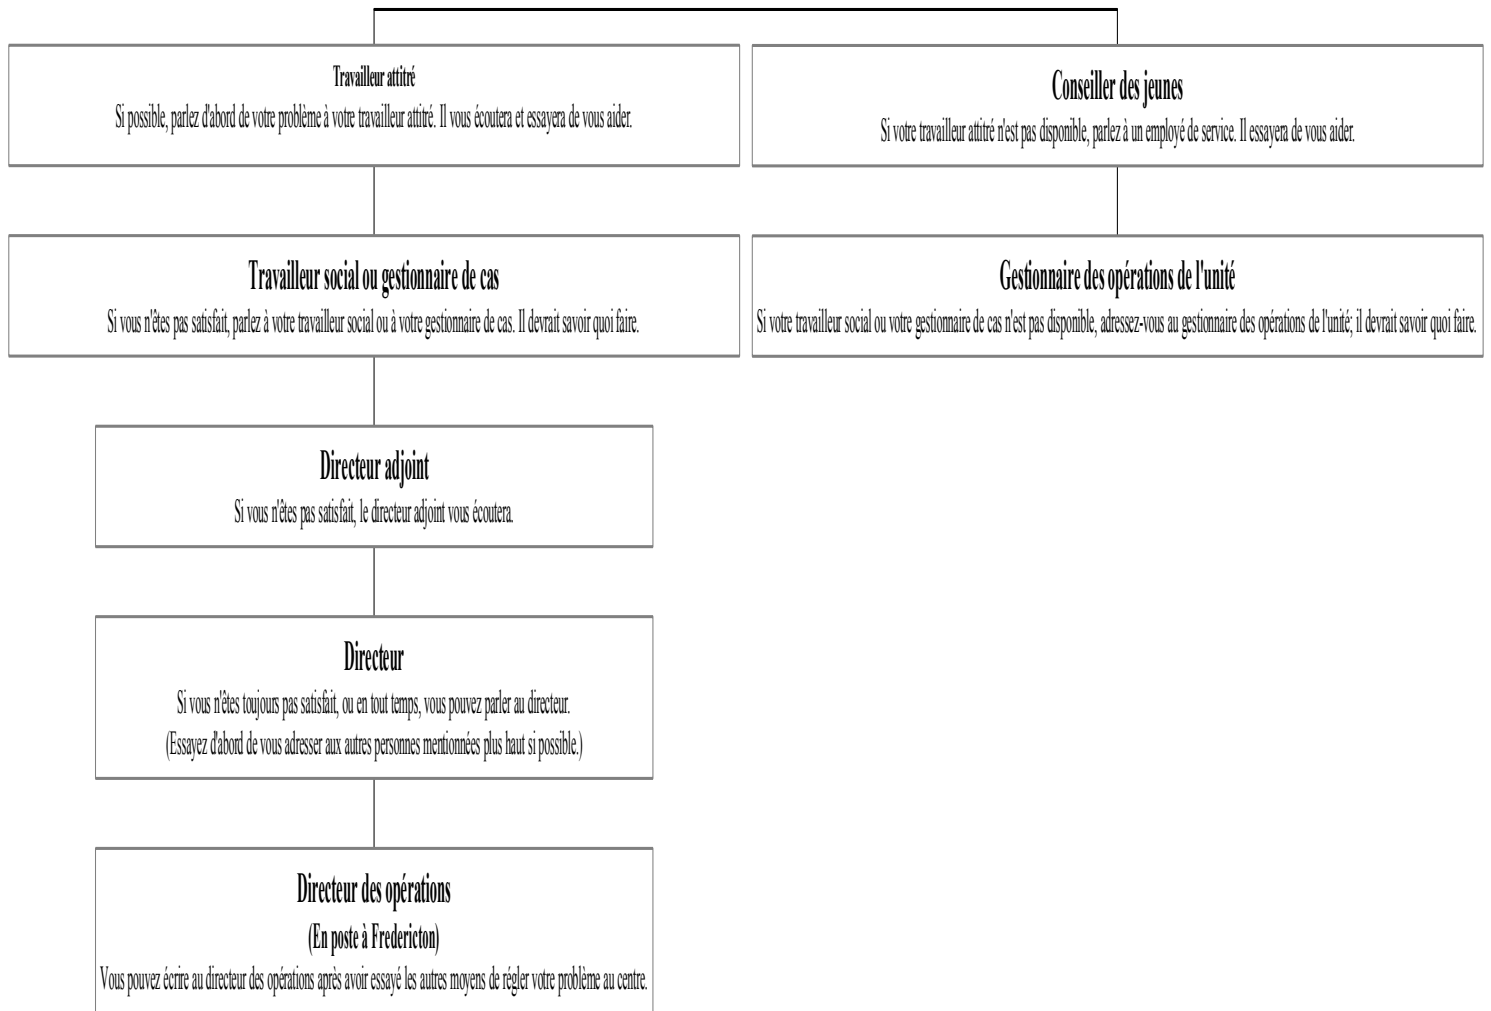 Travailleur attitré
Si possible, parlez d'abord de votre problème à votre travailleur attitré. Il vous écoutera et essayera de vous aider.
Conseiller des jeunes
Si votre travailleur attitré n'est pas disponible, parlez à un employé de service. Il essayera de vous aider.
Travailleur social ou gestionnaire de cas
Si vous n'êtes pas satisfait, parlez à votre travailleur social ou à votre gestionnaire de cas. Il devrait savoir quoi faire.
Gestionnaire des opérations de l'unité
Si votre travailleur social ou votre gestionnaire de cas n'est pas disponible, adressez-vous au gestionnaire des opérations de l'unité; il devrait savoir quoi faire.
Directeur adjoint
Si vous n'êtes pas satisfait, le directeur adjoint vous écoutera.
Directeur
Si vous n'êtes toujours pas satisfait, ou en tout temps, vous pouvez parler au directeur.
(Essayez d'abord de vous adresser aux autres personnes mentionnées plus haut si possible.)
Directeur des opérations
(En poste à Fredericton)
Vous pouvez écrire au directeur des opérations après avoir essayé les autres moyens de régler votre problème au centre.